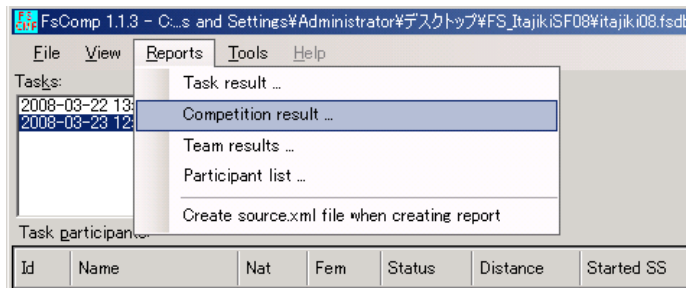 FS CMP FsComp 1.1.3 - C:...s and Settings¥Administrator¥デスクトップ¥FS_ItajikiSF08¥itajiki08.fsdb
File View Reports Tools Help
Tasks:
2008-03-22 13:
2008-03-23 12:
Task result ...
Competition result ...
Team results ...
Participant list ...
Create source.xml file when creating report
Task participants:
Id Name Nat Fem Status Distance Started SS